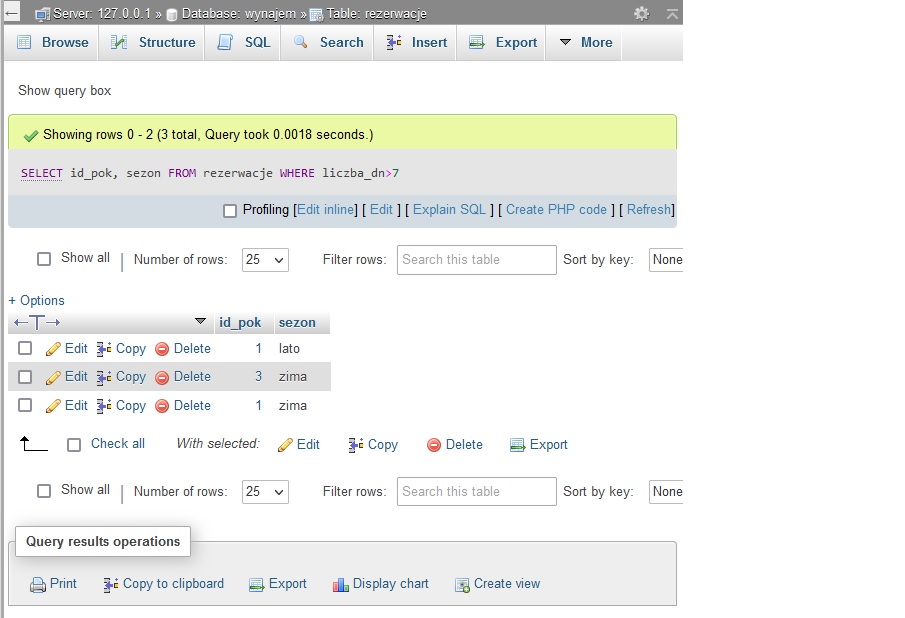 Server: 127.0.0.1 » Database: wynajem » Table: rezerwacje
Browse Structure SQL Search Insert Export More
Show query box
Showing rows 0 - 2 (3 total, Query took 0.0018 seconds.)
SELECT id_pok, sezon FROM rezerwacje WHERE liczba_dn>7
Profiling [Edit inline] [ Edit ] [ Explain SQL ] [ Create PHP code ] [ Refresh]
Show all | Number of rows: 25 Filter rows: Search this table Sort by key: None
+ Options
←T→ id_pok sezon
Edit Copy Delete 1 lato
Edit Copy Delete 3 zima
Edit Copy Delete 1 zima
Check all With selected: Edit Copy Delete Export
Show all | Number of rows: 25 Filter rows: Search this table Sort by key: None
Query results operations
Print Copy to clipboard Export Display chart Create view